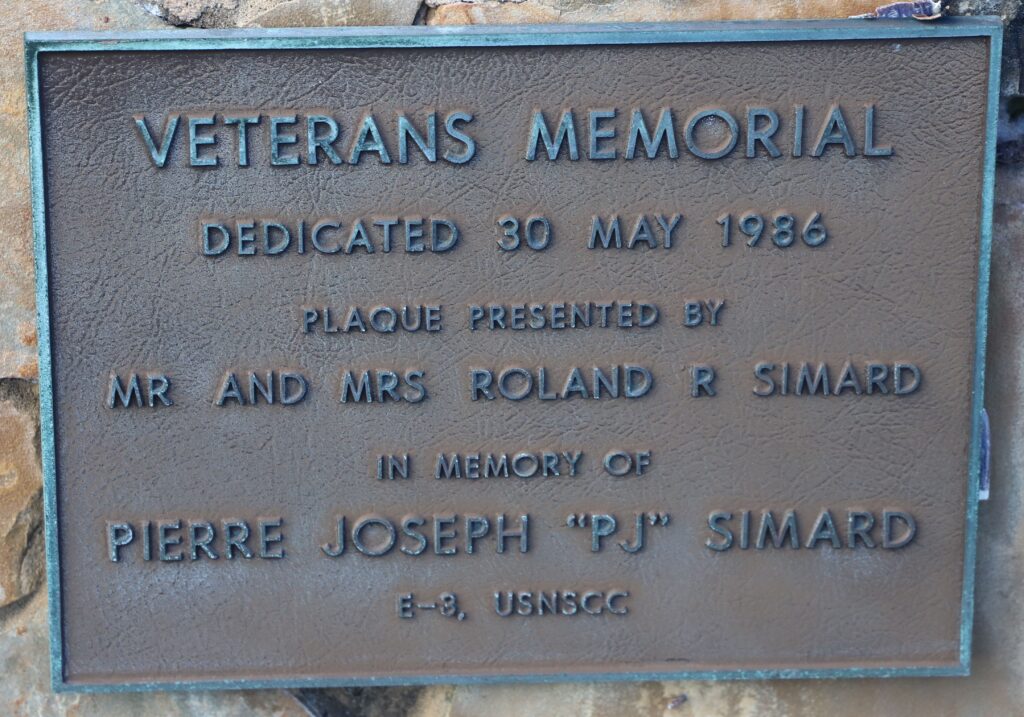 VETERANS MEMORIAL
DEDICATED 30 MAY 1986
PLAQUE PRESENTED BY
MR AND MRS ROLAND R SIMARD
IN MEMORY OF
PIERRE JOSEPH "PJ" SIMARD
E-3, USNSCC